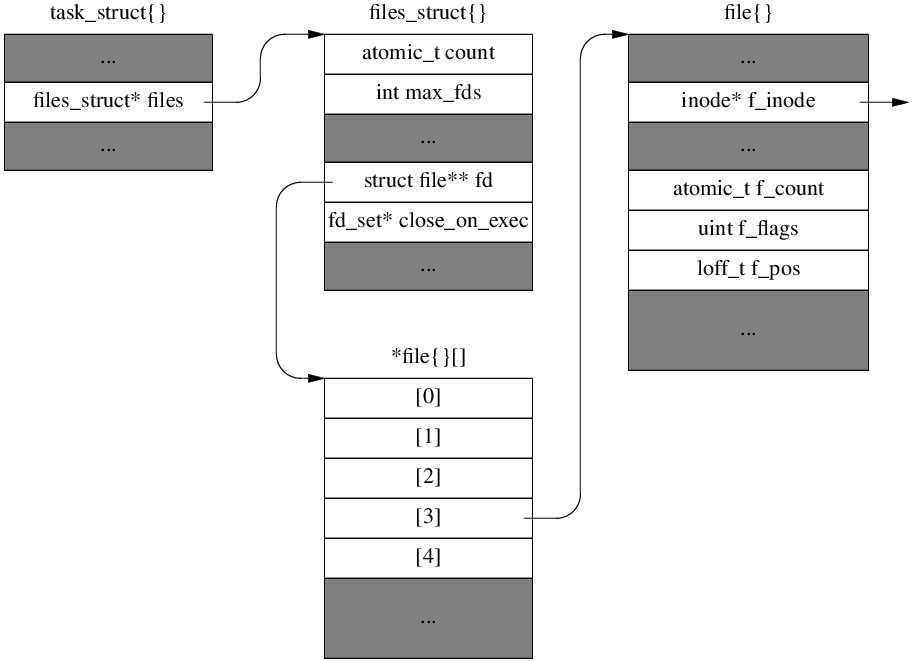 task_struct{}
...
files_struct* files
...
files_struct{}
atomic_t count
int max_fds
...
struct file** fd
fd_set* close_on_exec
...
*file{}[]
[0]
[1]
[2]
[3]
[4]
...
file{}
...
inode* f_inode
...
atomic_t f_count
uint f_flags
loff_t f_pos
...